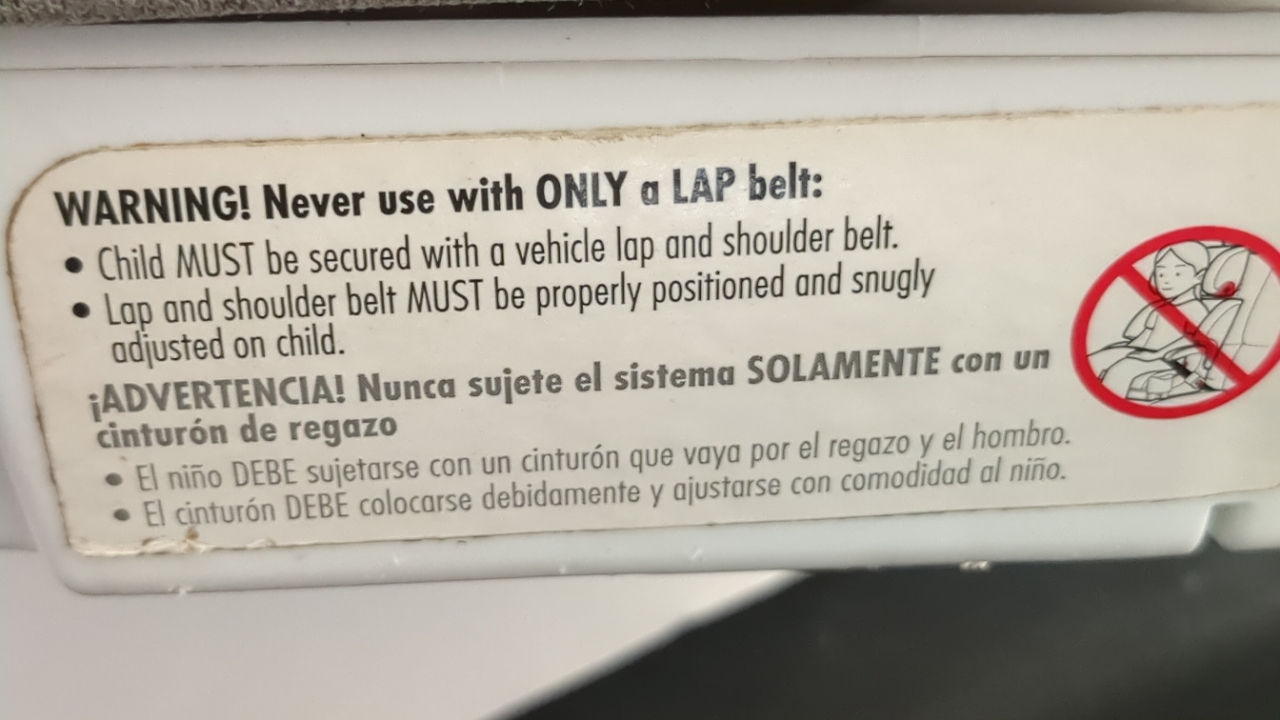 WARNING! Never use with ONLY a LAP belt:
• Child MUST be secured with a vehicle lap and shoulder belt.
• Lap and shoulder belt MUST be properly positioned and snugly
adjusted on child.
¡ADVERTENCIA! Nunca sujete el sistema SOLAMENTE con un
cinturón de regazo
• El niño DEBE sujetarse con un cinturón que vaya por el regazo y el hombro.
• El cinturón DEBE colocarse debidamente y ajustarse con comodidad al niño.